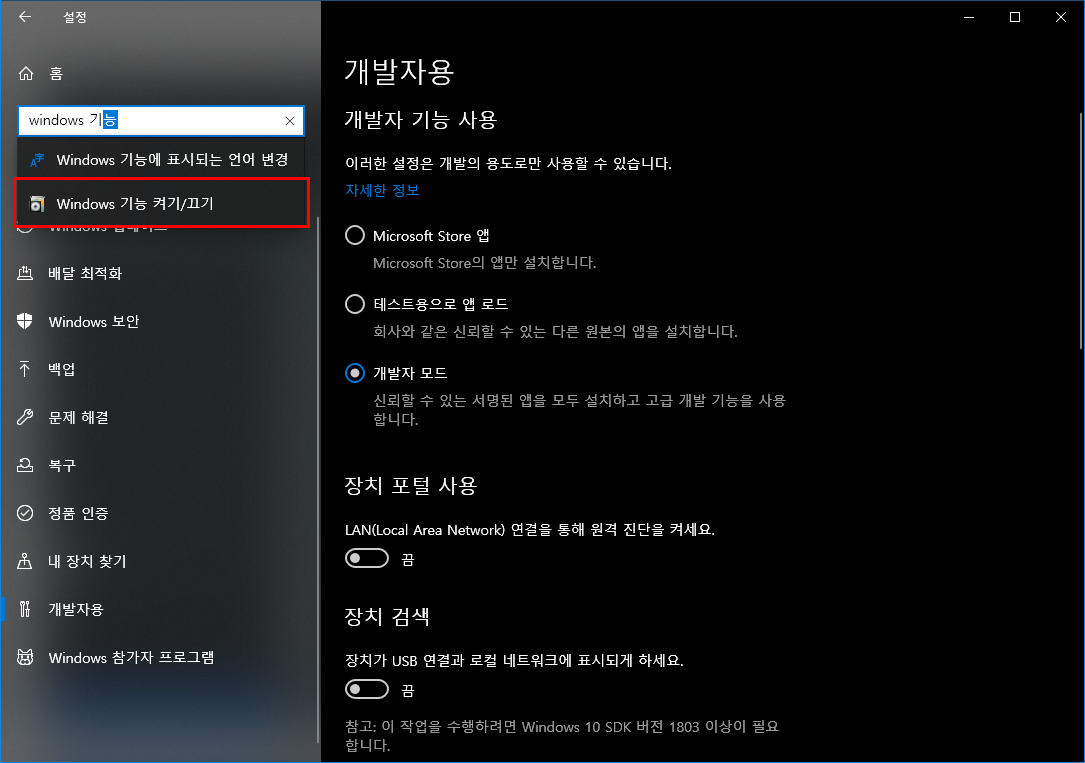 설정
홈
windows 기능
Windows 기능에 표시되는 언어 변경
Windows 기능 켜기/끄기
Windows 업데이트
배달 최적화
Windows 보안
백업
문제 해결
복구
정품 인증
내 장치 찾기
개발자용
Windows 참가자 프로그램
개발자용
개발자 기능 사용
이러한 설정은 개발의 용도로만 사용할 수 있습니다.
자세한 정보
Microsoft Store 앱
Microsoft Store의 앱만 설치합니다.
테스트용으로 앱 로드
회사와 같은 신뢰할 수 있는 다른 원본의 앱을 설치합니다.
개발자 모드
신뢰할 수 있는 서명된 앱을 모두 설치하고 고급 개발 기능을 사용
합니다.
장치 포털 사용
LAN(Local Area Network) 연결을 통해 원격 진단을 켜세요.
끔
장치 검색
장치가 USB 연결과 로컬 네트워크에 표시되게 하세요.
끔
참고: 이 작업을 수행하려면 Windows 10 SDK 버전 1803 이상이 필요
합니다.